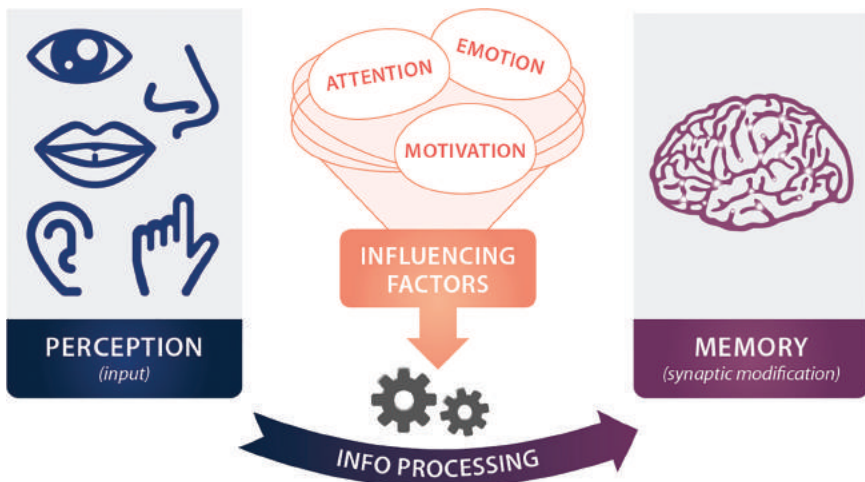 ATTENTION
EMOTION
MOTIVATION
INFLUENCING
FACTORS
PERCEPTION
(input)
MEMORY
(synaptic modification)
INFO PROCESSING